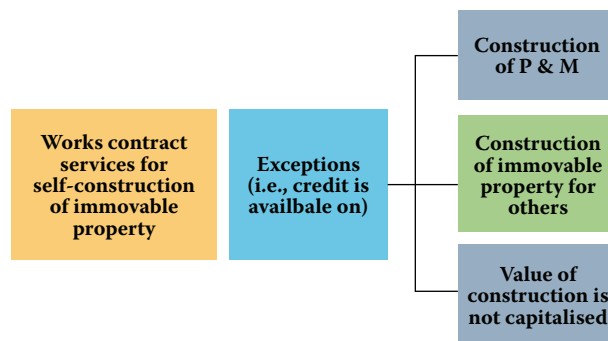 Works contract
services for
self-construction
of immovable
property
Exceptions
(i.e., credit is
availbale on)
Construction
of P & M
Construction
of immovable
property for
others
Value of
construction is
not capitalised